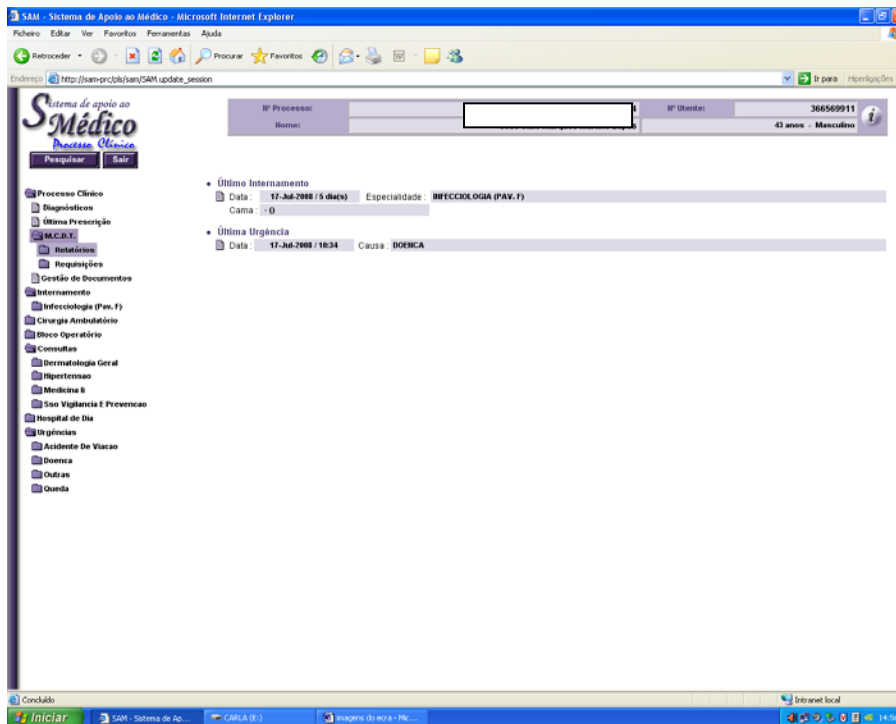 SAM - Sistema de Apoio ao Médico - Microsoft Internet Explorer
Ficheiro Editar Ver Favoritos Ferramentas Ajuda
Retroceder Procurar Favoritos
Endereço http://sam-prc/pls/sam/SAM.update_session Ir para Hiperligações
Sistema de apoio ao
Médico
Processo Clínico
Pesquisar Sair
Nº Processo: 4 Nº Utente: 366569911
Nome: 43 anos - Masculino
Processo Clínico
Diagnósticos
Última Prescrição
M.C.D.T.
Relatórios
Requisições
Gestão de Documentos
Internamento
Infecciologia (Pav. F)
Cirurgia Ambulatório
Bloco Operatório
Consultas
Dermatologia Geral
Hipertensao
Medicina Ii
Sso Vigilancia E Prevencao
Hospital de Dia
Urgências
Acidente De Viacao
Doenca
Outras
Queda
• Último Internamento
Data : 17-Jul-2008 / 5 dia(s) Especialidade : INFECCIOLOGIA (PAV. F)
Cama : - ()
• Última Urgência
Data : 17-Jul-2008 / 10:34 Causa : DOENCA
Concluído Intranet local
Iniciar SAM - Sistema de Ap... CARLA (E:) imagens do ecra - Mic...